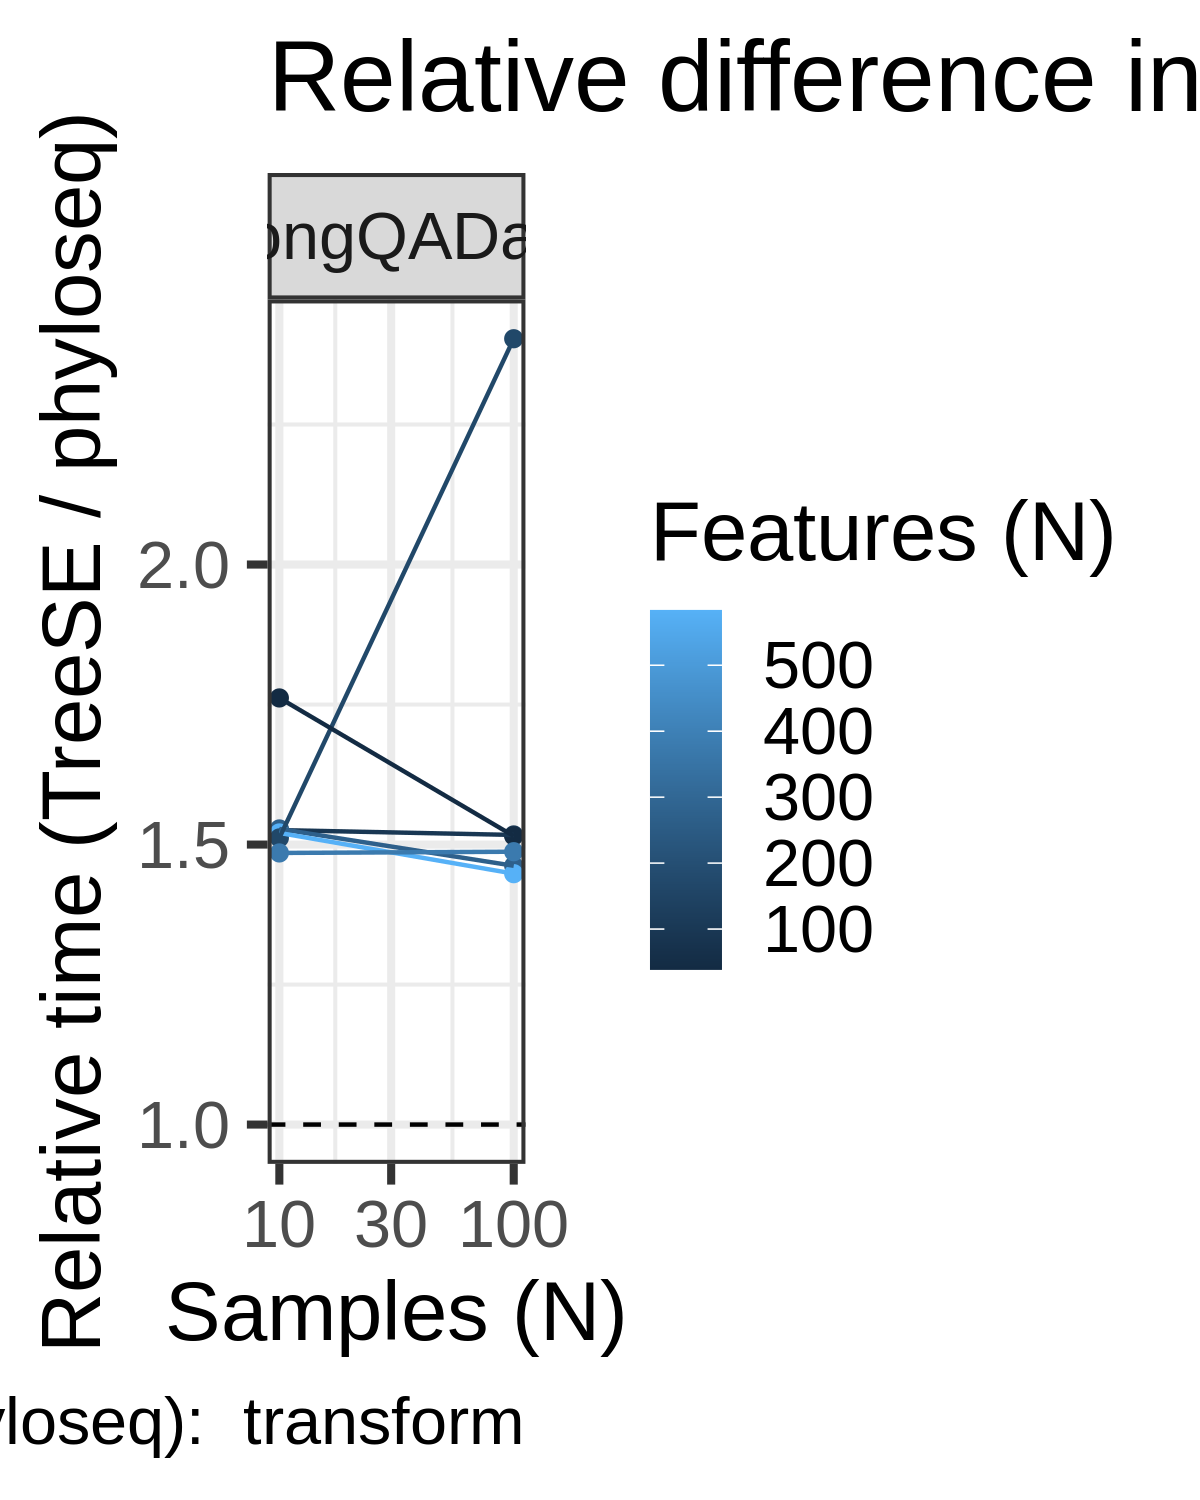 Relative difference in
ongQADa
Relative time (TreeSE / phyloseq)
2.0
1.5
1.0
10 30 100
Samples (N)
Features (N)
500
400
300
200
100
yloseq): transform